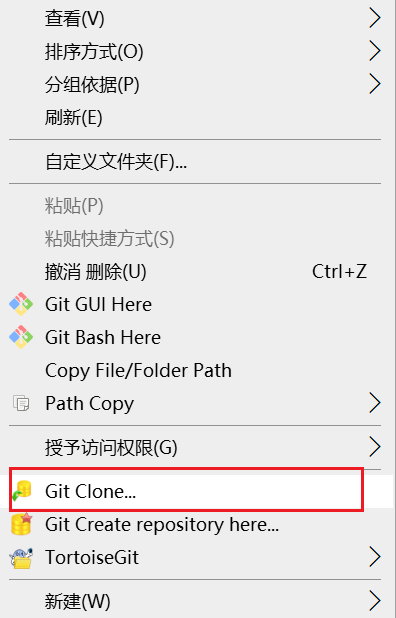 查看(V)
排序方式(O)
分组依据(P)
刷新(E)
自定义文件夹(F)...
粘贴(P)
粘贴快捷方式(S)
撤消 删除(U) Ctrl+Z
Git GUI Here
Git Bash Here
Copy File/Folder Path
Path Copy
授予访问权限(G)
Git Clone...
Git Create repository here...
TortoiseGit
新建(W)